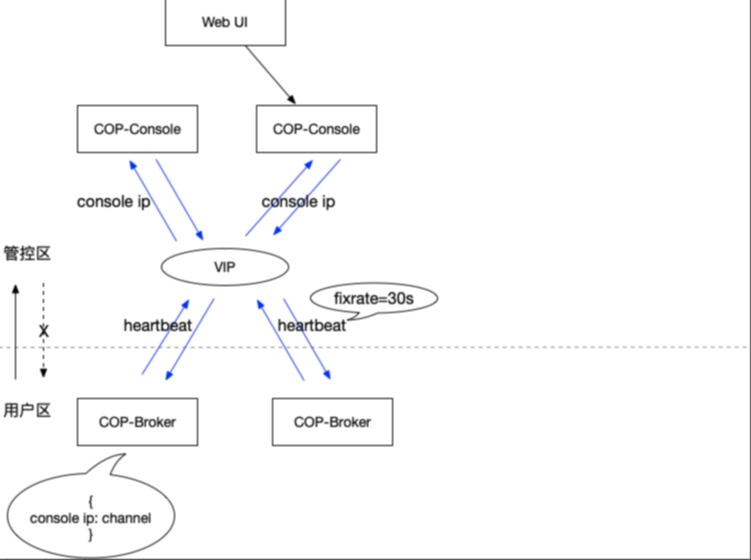 Web UI
COP-Console
COP-Console
console ip
console ip
管控区
VIP
fixrate=30s
heartbeat
heartbeat
X
用户区
COP-Broker
COP-Broker
{
console ip: channel
}